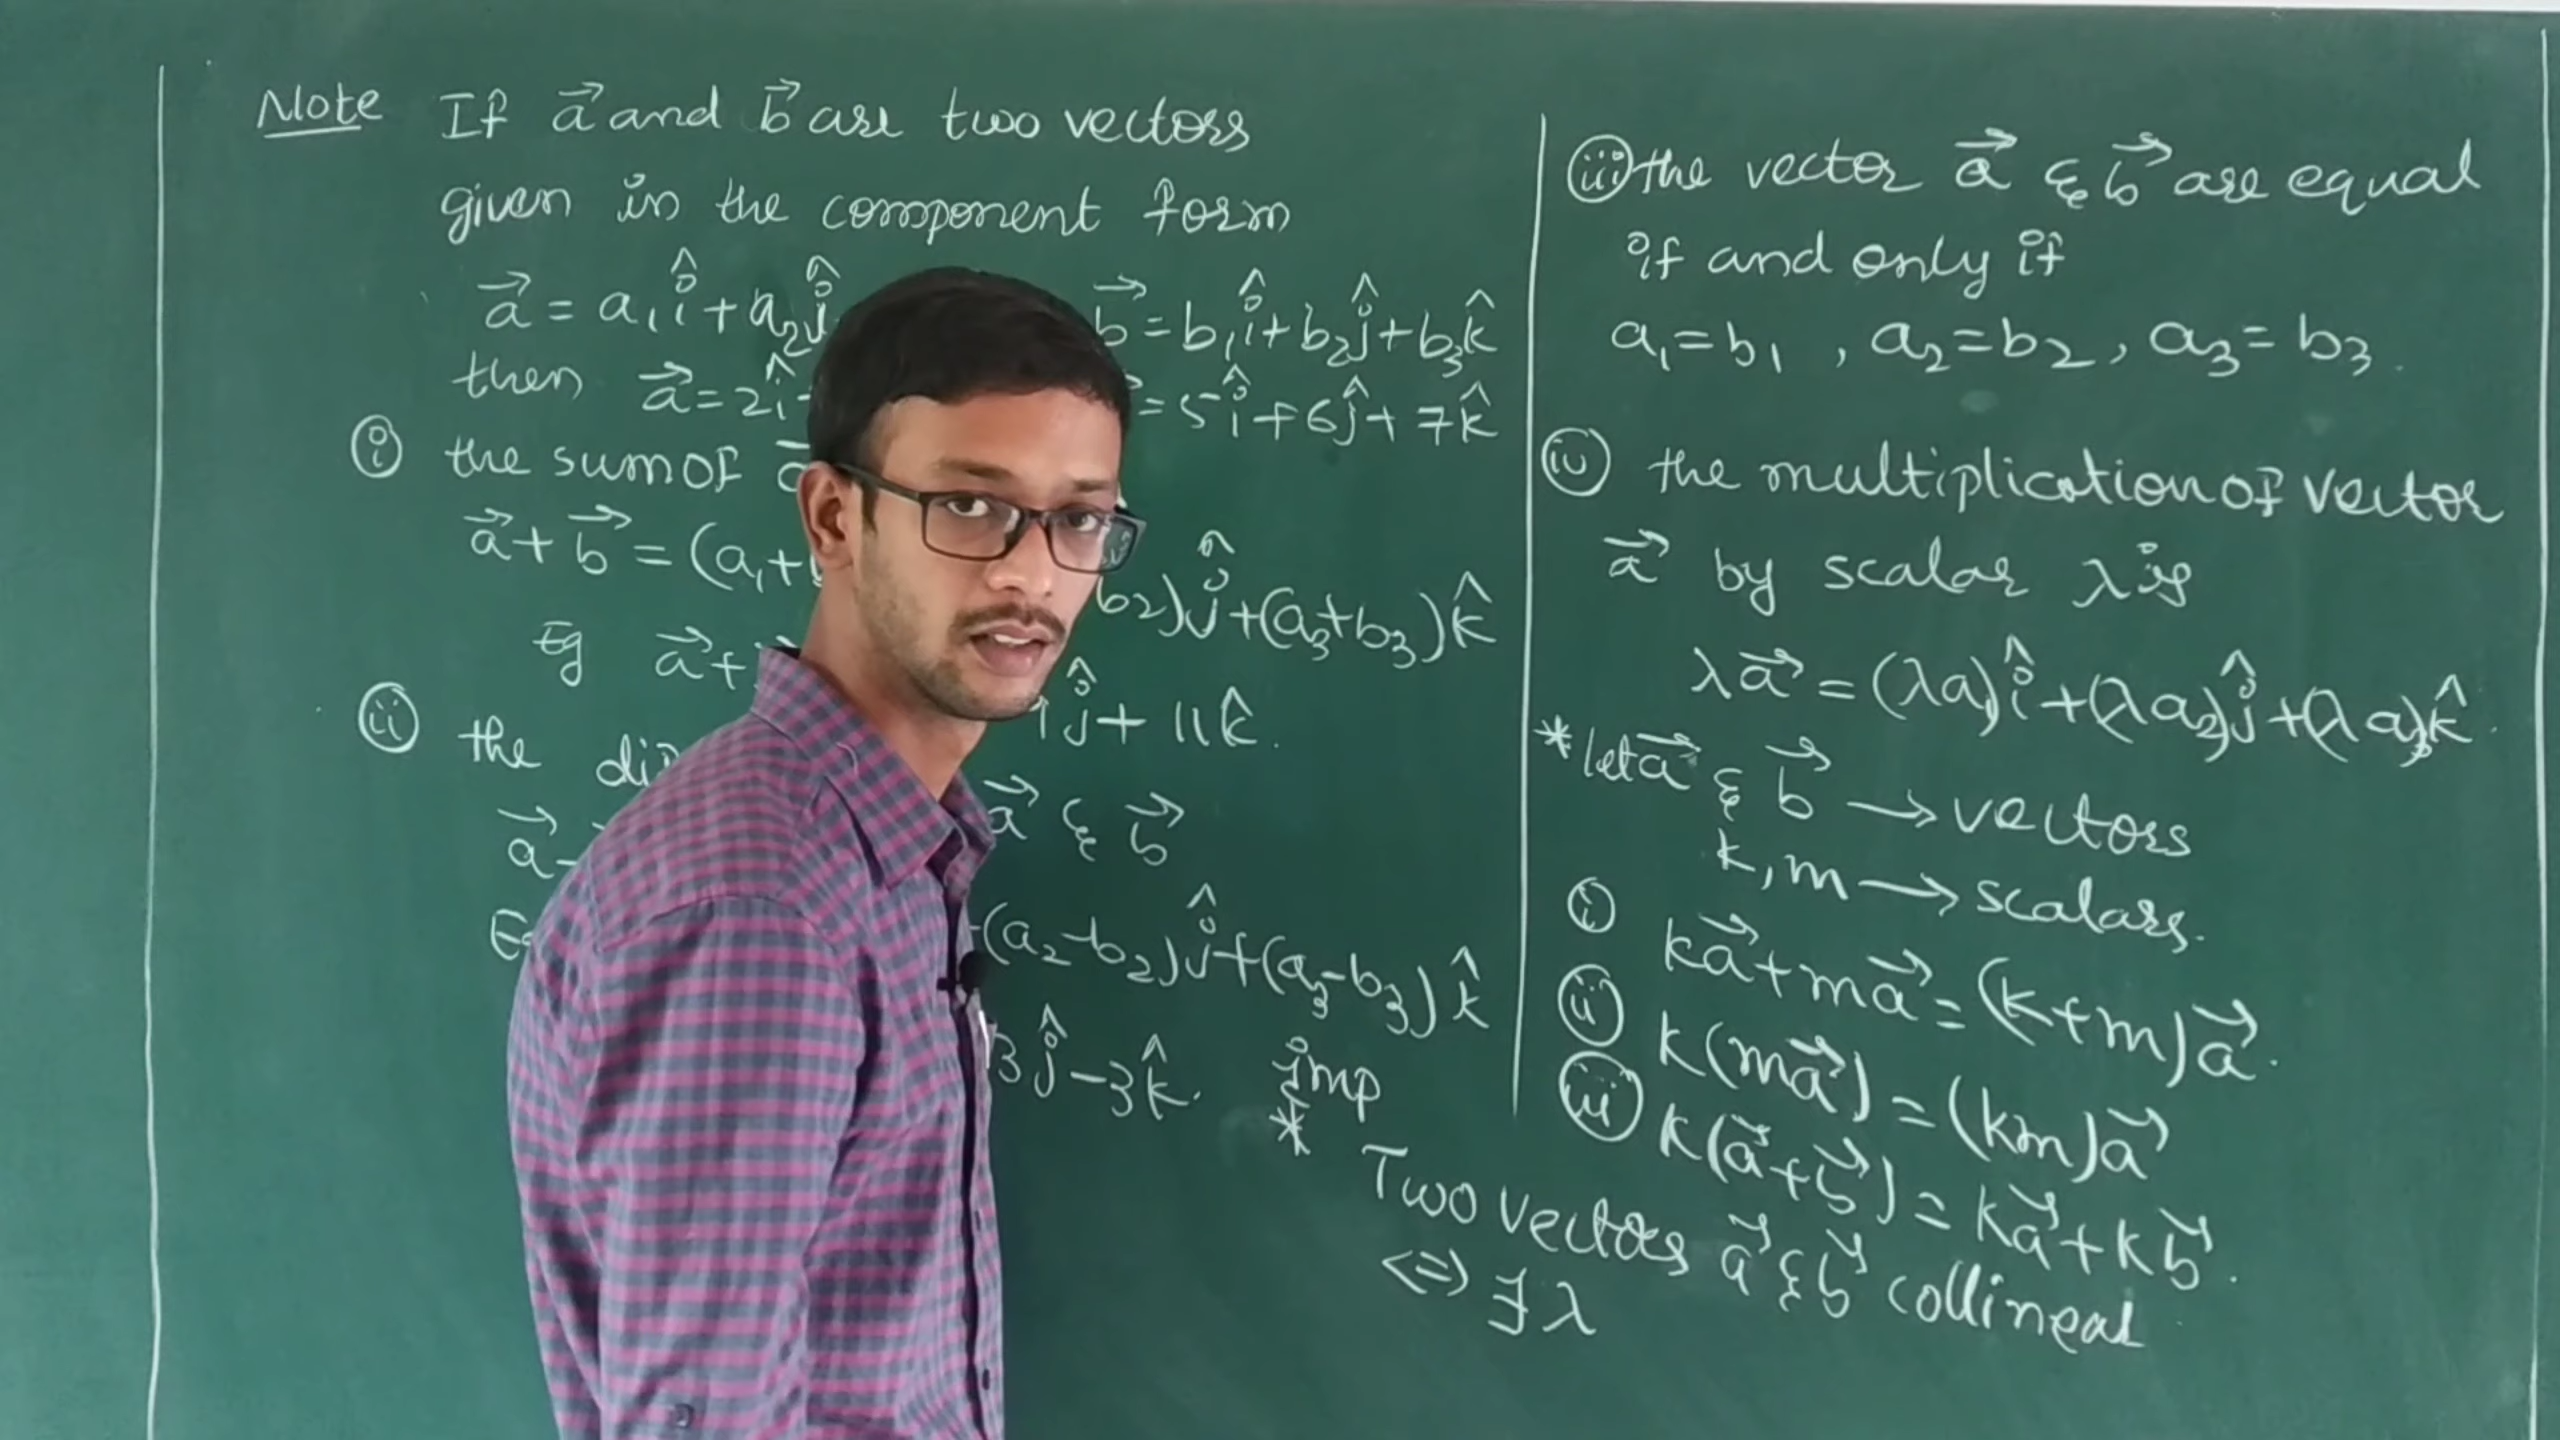 Note If a⃗ and b⃗ are two vectors
given in the component form
a⃗ = a₁î + a₂ĵ b⃗ = b₁î + b₂ĵ + b₃k̂
then a⃗ = 2î = 5î + 6ĵ + 7k̂
(i) the sum of
a⃗ + b⃗ = (a₁+ b₂)ĵ + (a₃+b₃)k̂
Eg a⃗ + ĵ + 11k̂.
(ii) the a⃗ & b⃗
a⃗ -
(a₂-b₂)ĵ + (a₃-b₃)k̂
3ĵ - 3k̂.
(iii) the vector a⃗ & b⃗ are equal
if and only if
a₁ = b₁ , a₂ = b₂ , a₃ = b₃.
(iv) the multiplication of vector
a⃗ by scalar λ is
λa⃗ = (λa₁)î + (λa₂)ĵ + (λa₃)k̂.
* let a⃗ & b⃗ → vectors
k, m → scalars.
(i) ka⃗ + ma⃗ = (k+m)a⃗.
(ii) k(ma⃗) = (km)a⃗
(iii) k(a⃗+b⃗) = ka⃗ + kb⃗.
imp
* Two vectors a⃗ & b⃗ collinear
⇔ ∃ λ